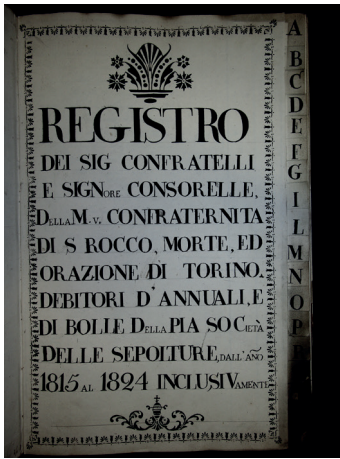 REGISTRO
DEI SIG CONFRATELLI
E SIGNORE CONSORELLE,
DELLA M. V. CONFRATERNITA
DI S ROCCO, MORTE, ED
ORAZIONE DI TORINO.
DEBITORI D'ANNUALI, E
DI BOLLE DELLA PIA SOCIETÀ
DELLE SEPOLTURE, DALL'AÑO
1815 AL 1824 INCLUSIVAMENTE
A
B
C
D
E
F
G
I
L
M
N
O
P
R